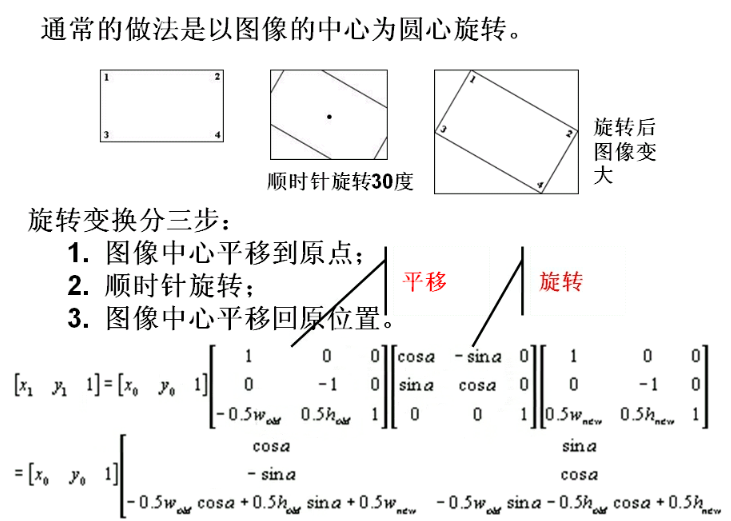 通常的做法是以图像的中心为圆心旋转。
1 2
3 4
顺时针旋转30度
1
2
3
4
旋转后
图像变
大
旋转变换分三步:
1. 图像中心平移到原点;
2. 顺时针旋转;
3. 图像中心平移回原位置。
平移
旋转
[x₁ y₁ 1] = [x₀ y₀ 1] [1 0 0] [cosa -sina 0] [1 0 0]
[0 -1 0] [sina cosa 0] [0 -1 0]
[-0.5w_old 0.5h_old 1] [0 0 1] [0.5w_new 0.5h_new 1]
= [x₀ y₀ 1] [cosa sina
-sina cosa
-0.5w_old cosa + 0.5h_old sina + 0.5w_new -0.5w_old sina - 0.5h_old cosa + 0.5h_new